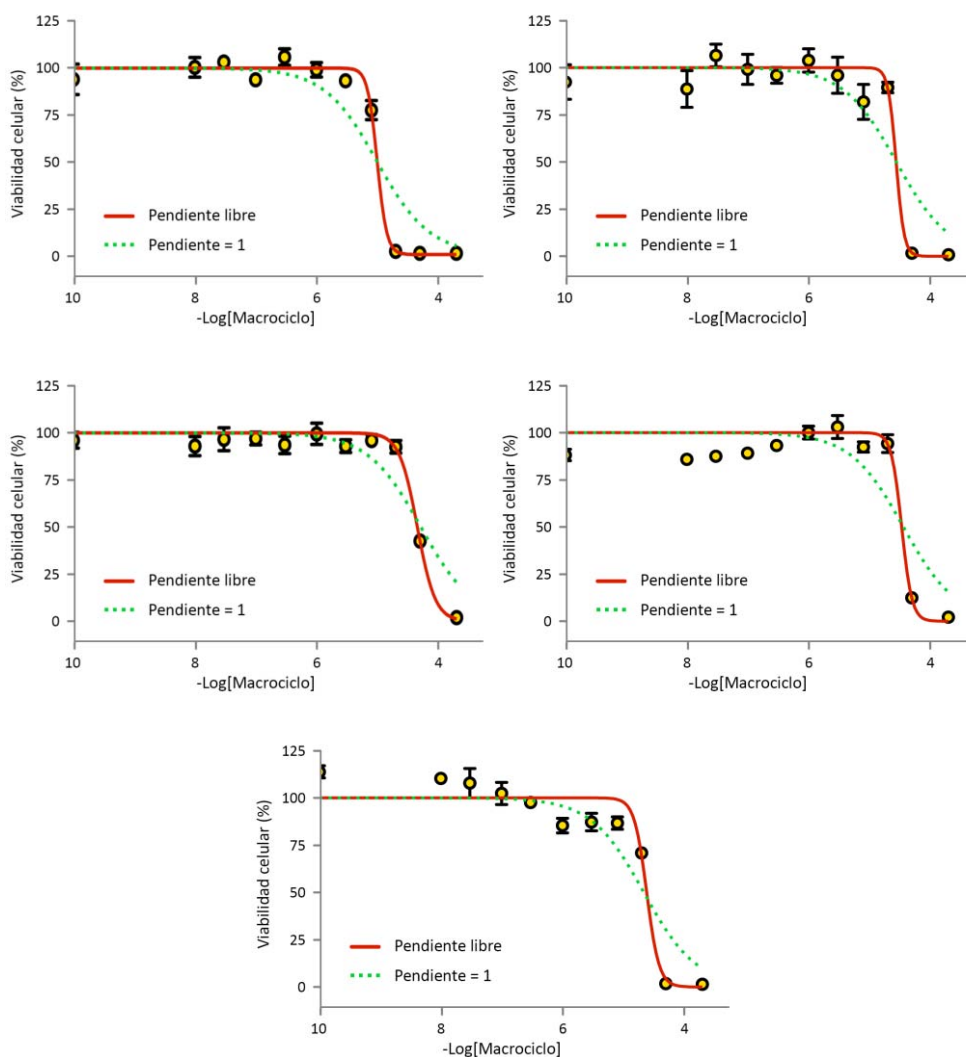 125
100
75
50
25
0
Viabilidad celular (%)
Pendiente libre
Pendiente = 1
10 8 6 4
-Log[Macrociclo]
125
100
75
50
25
0
Viabilidad celular (%)
Pendiente libre
Pendiente = 1
10 8 6 4
-Log[Macrociclo]
125
100
75
50
25
0
Viabilidad celular (%)
Pendiente libre
Pendiente = 1
10 8 6 4
-Log[Macrociclo]
125
100
75
50
25
0
Viabilidad celular (%)
Pendiente libre
Pendiente = 1
10 8 6 4
-Log[Macrociclo]
125
100
75
50
25
0
Viabilidad celular (%)
Pendiente libre
Pendiente = 1
10 8 6 4
-Log[Macrociclo]